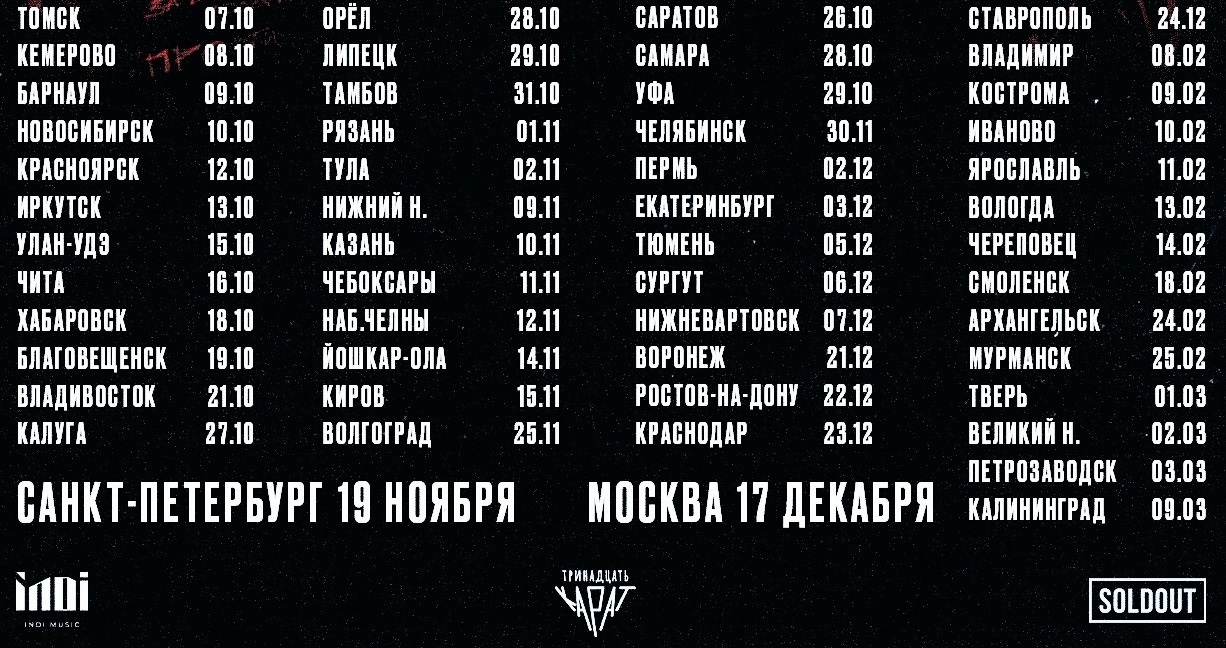 ТОМСК 07.10
КЕМЕРОВО 08.10
БАРНАУЛ 09.10
НОВОСИБИРСК 10.10
КРАСНОЯРСК 12.10
ИРКУТСК 13.10
УЛАН-УДЭ 15.10
ЧИТА 16.10
ХАБАРОВСК 18.10
БЛАГОВЕЩЕНСК 19.10
ВЛАДИВОСТОК 21.10
КАЛУГА 27.10
ОРЁЛ 28.10
ЛИПЕЦК 29.10
ТАМБОВ 31.10
РЯЗАНЬ 01.11
ТУЛА 02.11
НИЖНИЙ Н. 09.11
КАЗАНЬ 10.11
ЧЕБОКСАРЫ 11.11
НАБ.ЧЕЛНЫ 12.11
ЙОШКАР-ОЛА 14.11
КИРОВ 15.11
ВОЛГОГРАД 25.11
САРАТОВ 26.10
САМАРА 28.10
УФА 29.10
ЧЕЛЯБИНСК 30.11
ПЕРМЬ 02.12
ЕКАТЕРИНБУРГ 03.12
ТЮМЕНЬ 05.12
СУРГУТ 06.12
НИЖНЕВАРТОВСК 07.12
ВОРОНЕЖ 21.12
РОСТОВ-НА-ДОНУ 22.12
КРАСНОДАР 23.12
СТАВРОПОЛЬ 24.12
ВЛАДИМИР 08.02
КОСТРОМА 09.02
ИВАНОВО 10.02
ЯРОСЛАВЛЬ 11.02
ВОЛОГДА 13.02
ЧЕРЕПОВЕЦ 14.02
СМОЛЕНСК 18.02
АРХАНГЕЛЬСК 24.02
МУРМАНСК 25.02
ТВЕРЬ 01.03
ВЕЛИКИЙ Н. 02.03
ПЕТРОЗАВОДСК 03.03
КАЛИНИНГРАД 09.03
САНКТ-ПЕТЕРБУРГ 19 НОЯБРЯ
МОСКВА 17 ДЕКАБРЯ
INDI
INDI MUSIC
ТРИНАДЦАТЬ
КАРАТ
SOLDOUT